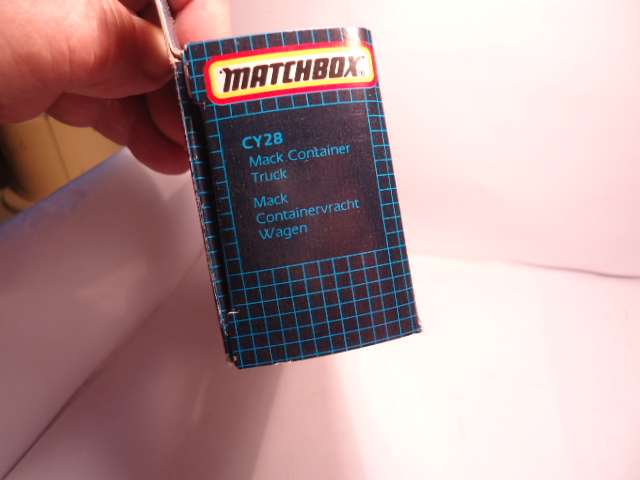 MATCHBOX
CY28
Mack Container
Truck
Mack
Containervracht
Wagen